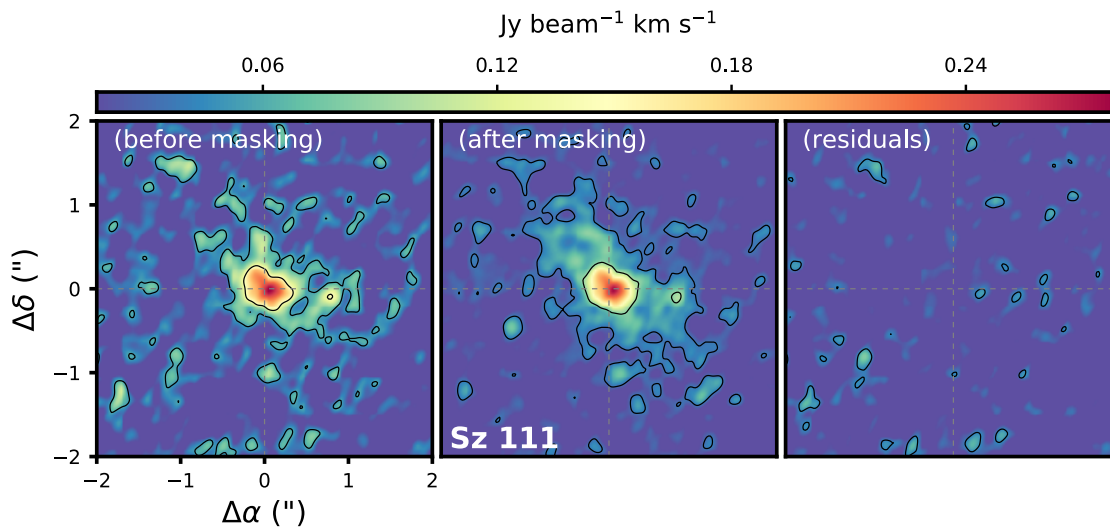 Jy beam⁻¹ km s⁻¹
0.06 0.12 0.18 0.24
(before masking) (after masking) (residuals)
2
1
0
−1
−2
Δδ (")
Sz 111
−2 −1 0 1 2
Δα (")